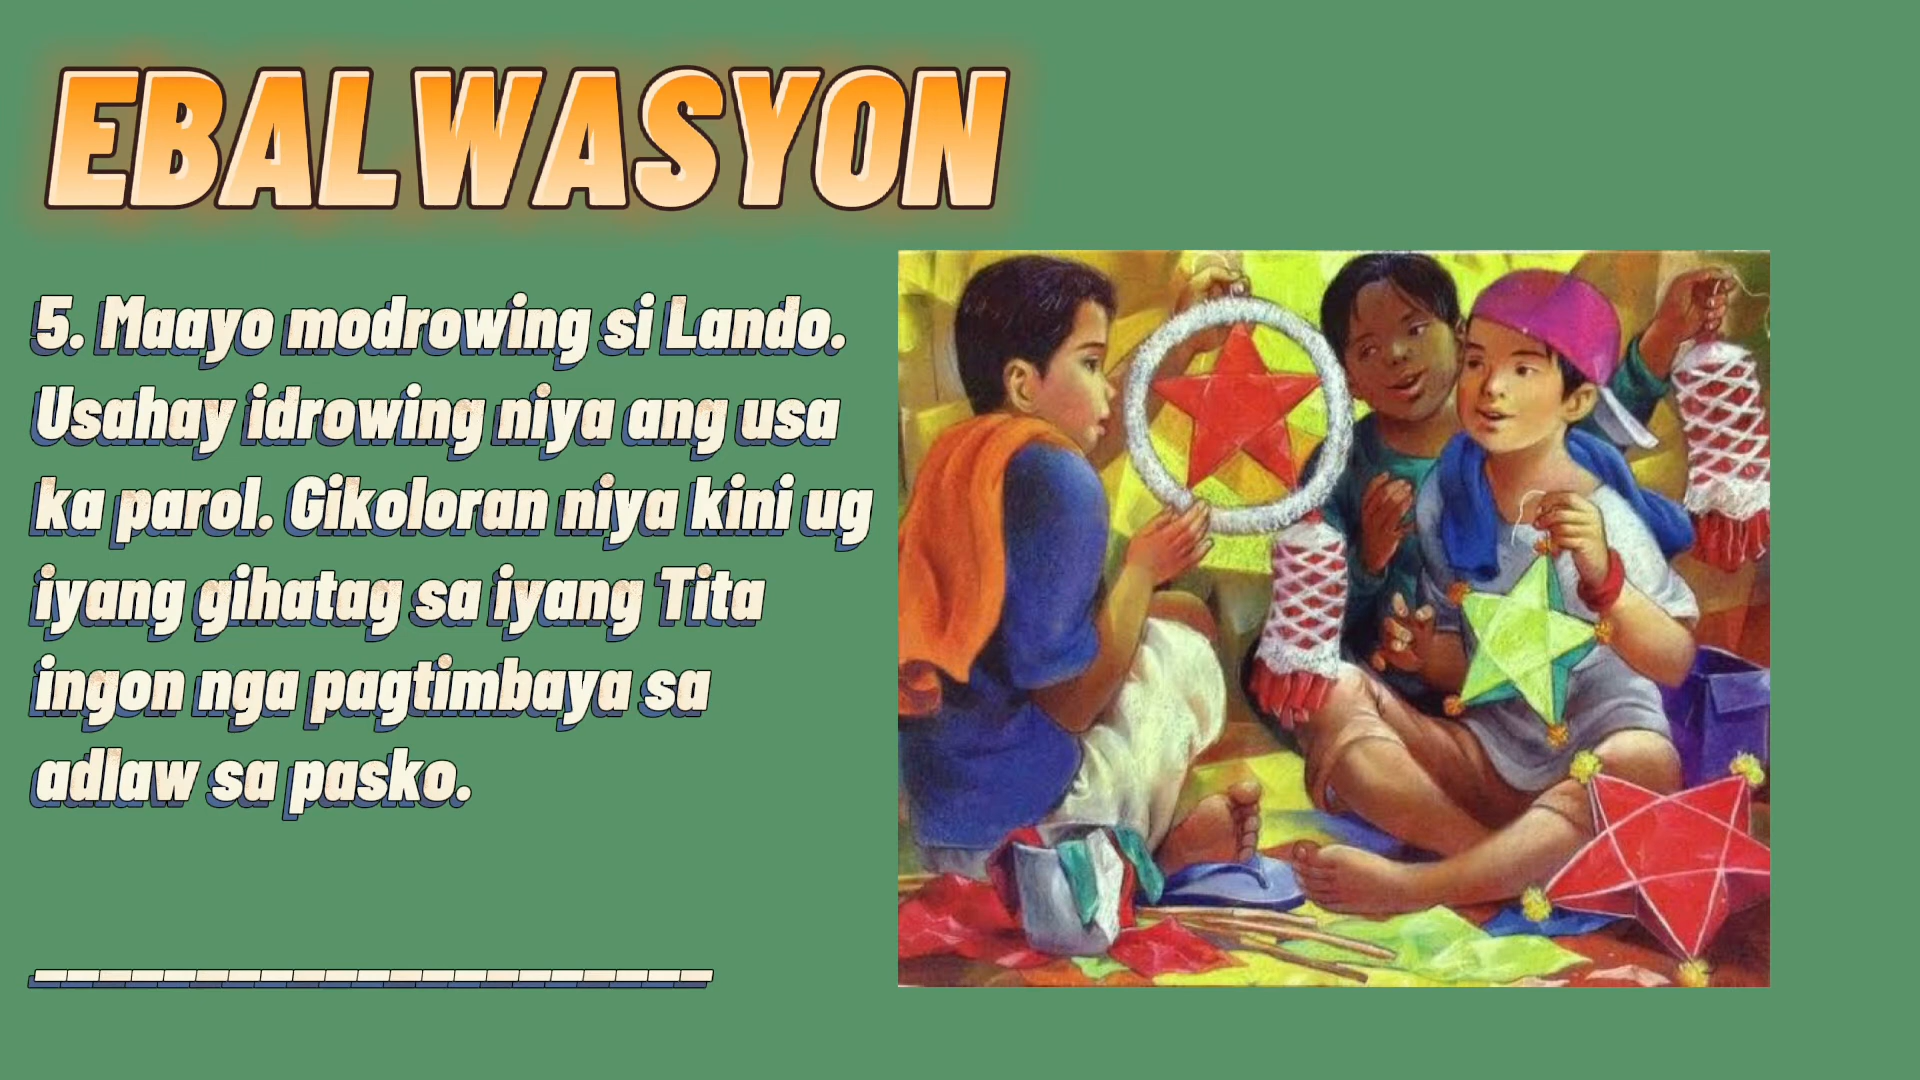 EBALWASYON
5. Maayo modrowing si Lando.
Usahay idrowing niya ang usa
ka parol. Gikoloran niya kini ug
iyang gihatag sa iyang Tita
ingon nga pagtimbaya sa
adlaw sa pasko.
_____________________